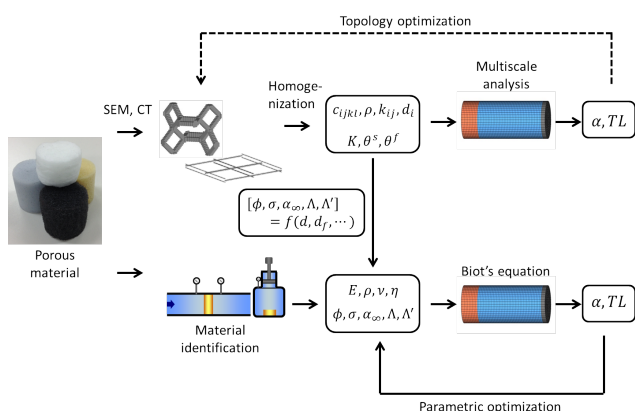 Topology optimization
Multiscale
analysis
Homoge-
nization
SEM, CT
c_{ijkl}, ρ, k_{ij}, d_i
K, θ^s, θ^f
α, TL
[ϕ, σ, α_∞, Λ, Λ′]
= f(d, d_f, ⋯)
Porous
material
Biot's equation
E, ρ, ν, η
ϕ, σ, α_∞, Λ, Λ′
α, TL
Material
identification
Parametric optimization